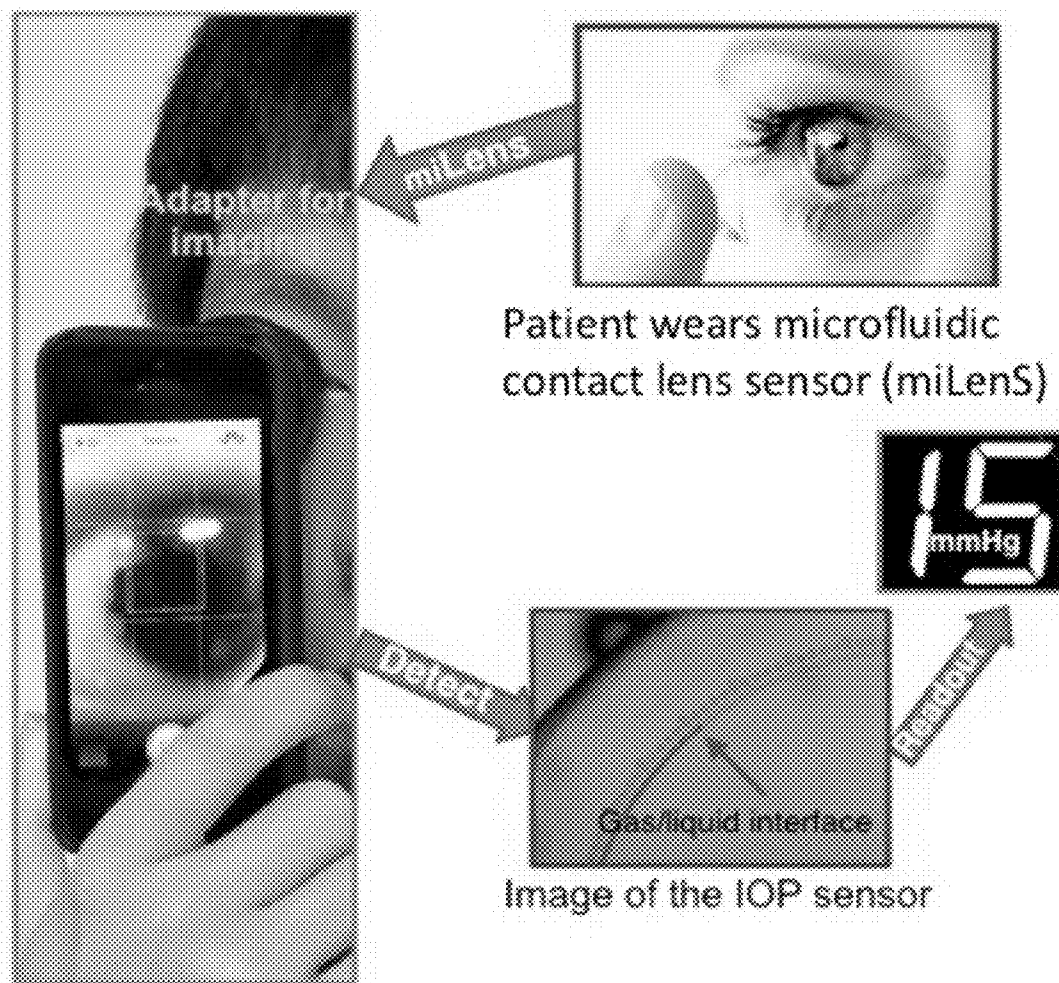 miLens
Adapter for
Patient wears microfluidic
contact lens sensor (miLenS)
15
mmHg
Detect
Readout
Gas/liquid interface
Image of the IOP sensor